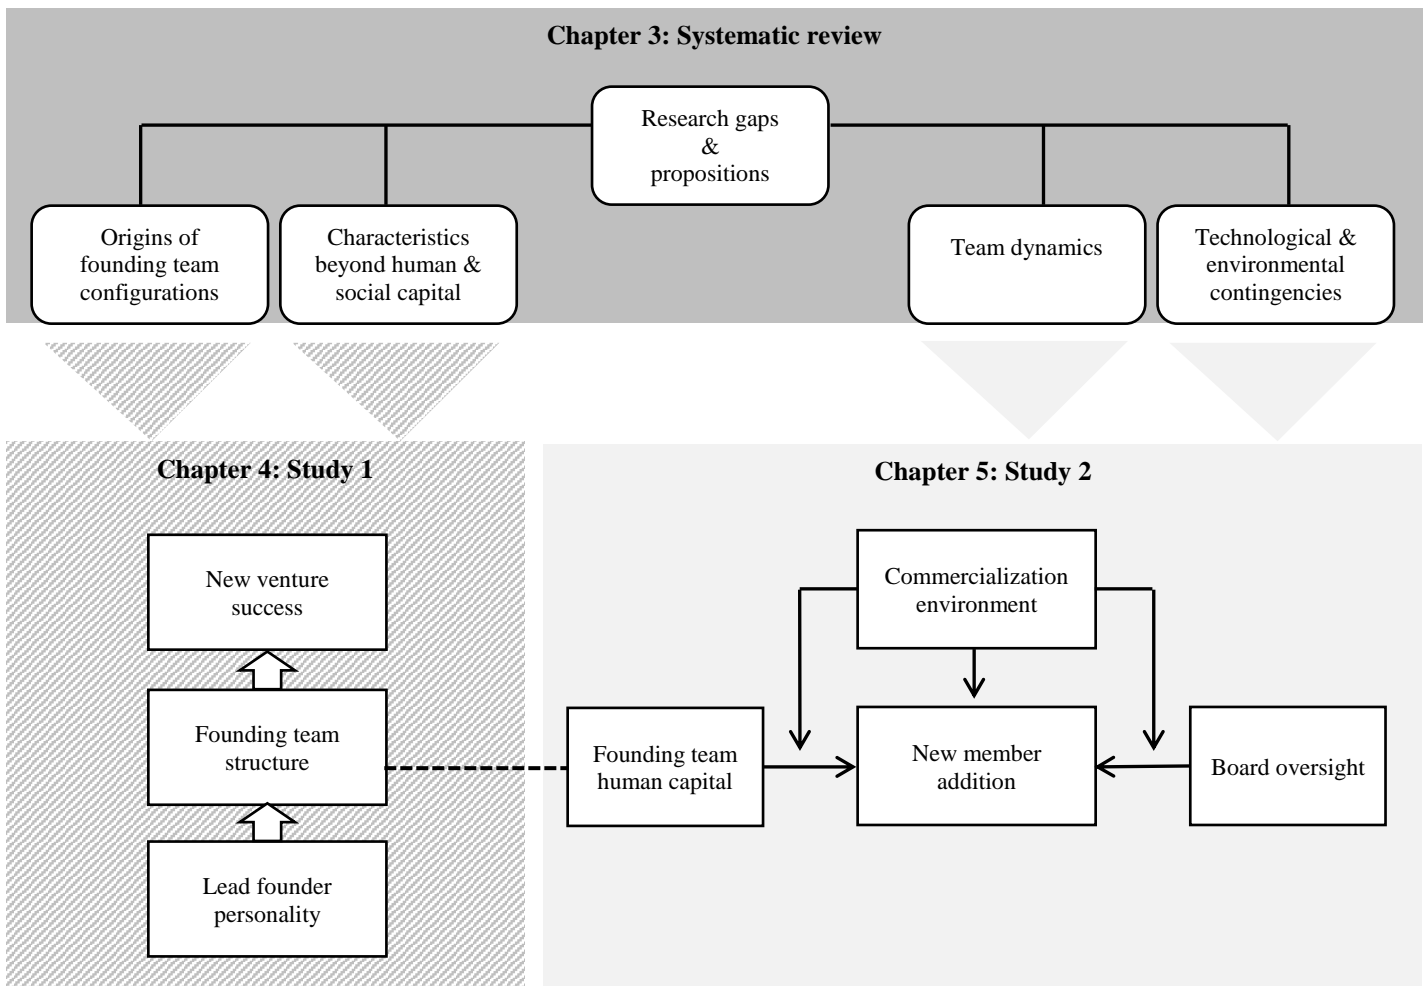 Chapter 3: Systematic review
Research gaps
&
propositions
Origins of
founding team
configurations
Characteristics
beyond human &
social capital
Team dynamics
Technological &
environmental
contingencies
Chapter 4: Study 1
New venture
success
Founding team
structure
Lead founder
personality
Chapter 5: Study 2
Commercialization
environment
Founding team
human capital
New member
addition
Board oversight